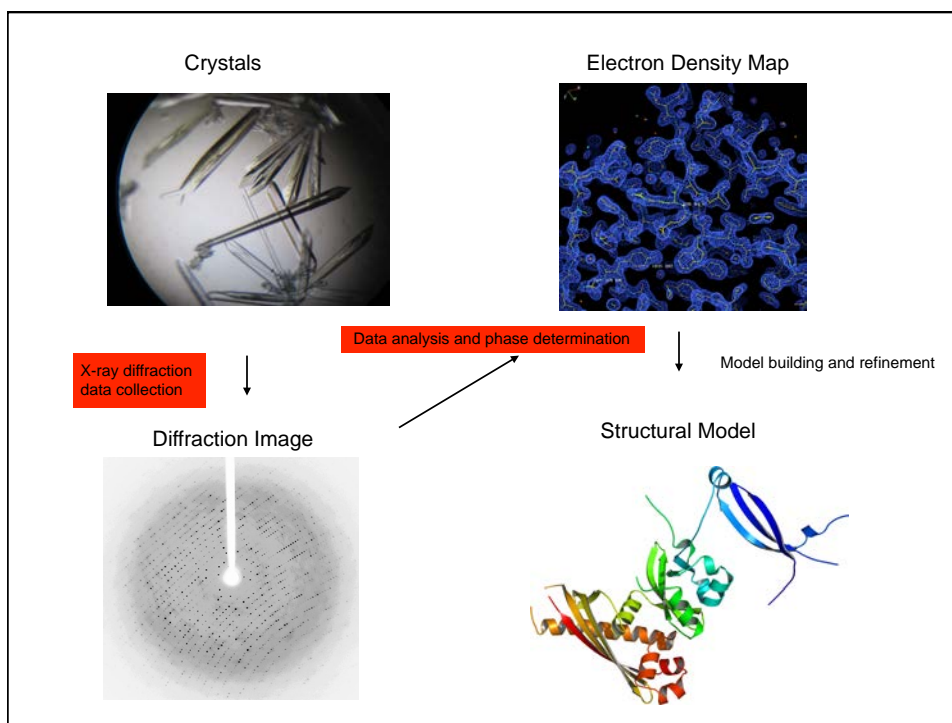 Crystals
Electron Density Map
Data analysis and phase determination
X-ray diffraction
data collection
Model building and refinement
Diffraction Image
Structural Model